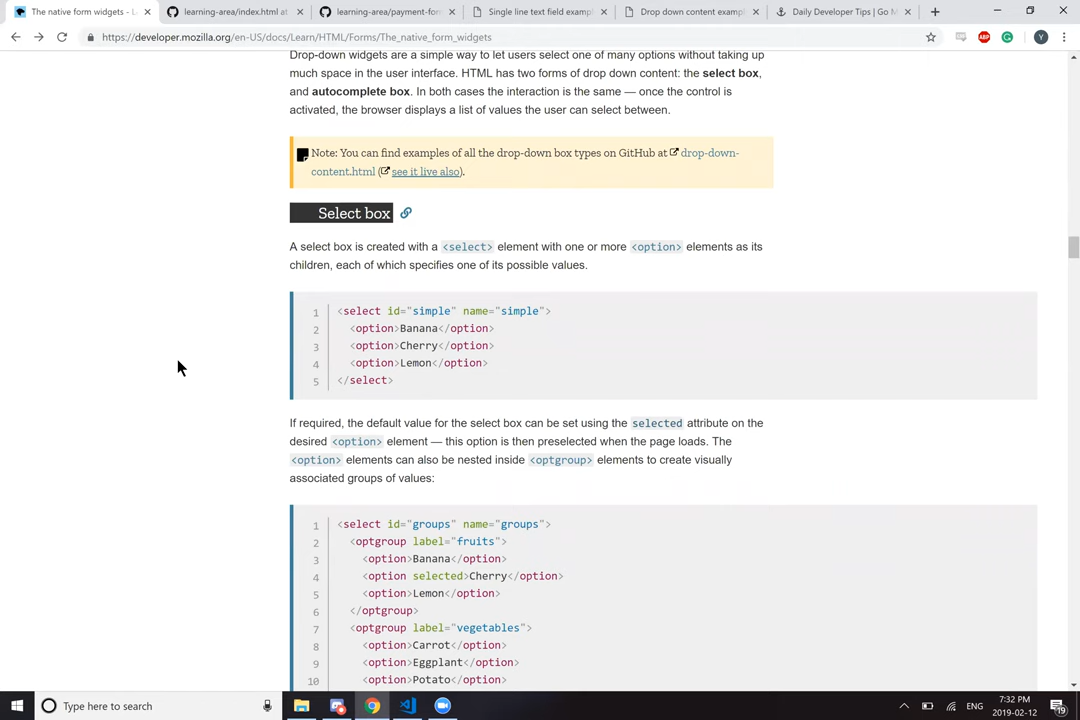 The native form widgets - L
learning-area/index.html at
learning-area/payment-for
Single line text field exampl
Drop down content exampl
Daily Developer Tips | Go M
https://developer.mozilla.org/en-US/docs/Learn/HTML/Forms/The_native_form_widgets
ABP
Y
Drop-down widgets are a simple way to let users select one of many options without taking up
much space in the user interface. HTML has two forms of drop down content: the select box,
and autocomplete box. In both cases the interaction is the same — once the control is
activated, the browser displays a list of values the user can select between.
Note: You can find examples of all the drop-down box types on GitHub at drop-down-
content.html (see it live also).
Select box
A select box is created with a <select> element with one or more <option> elements as its
children, each of which specifies one of its possible values.
1 <select id="simple" name="simple">
2 <option>Banana</option>
3 <option>Cherry</option>
4 <option>Lemon</option>
5 </select>
If required, the default value for the select box can be set using the selected attribute on the
desired <option> element — this option is then preselected when the page loads. The
<option> elements can also be nested inside <optgroup> elements to create visually
associated groups of values:
1 <select id="groups" name="groups">
2 <optgroup label="fruits">
3 <option>Banana</option>
4 <option selected>Cherry</option>
5 <option>Lemon</option>
6 </optgroup>
7 <optgroup label="vegetables">
8 <option>Carrot</option>
9 <option>Eggplant</option>
10 <option>Potato</option>
Type here to search
ENG
7:32 PM
2019-02-12
19